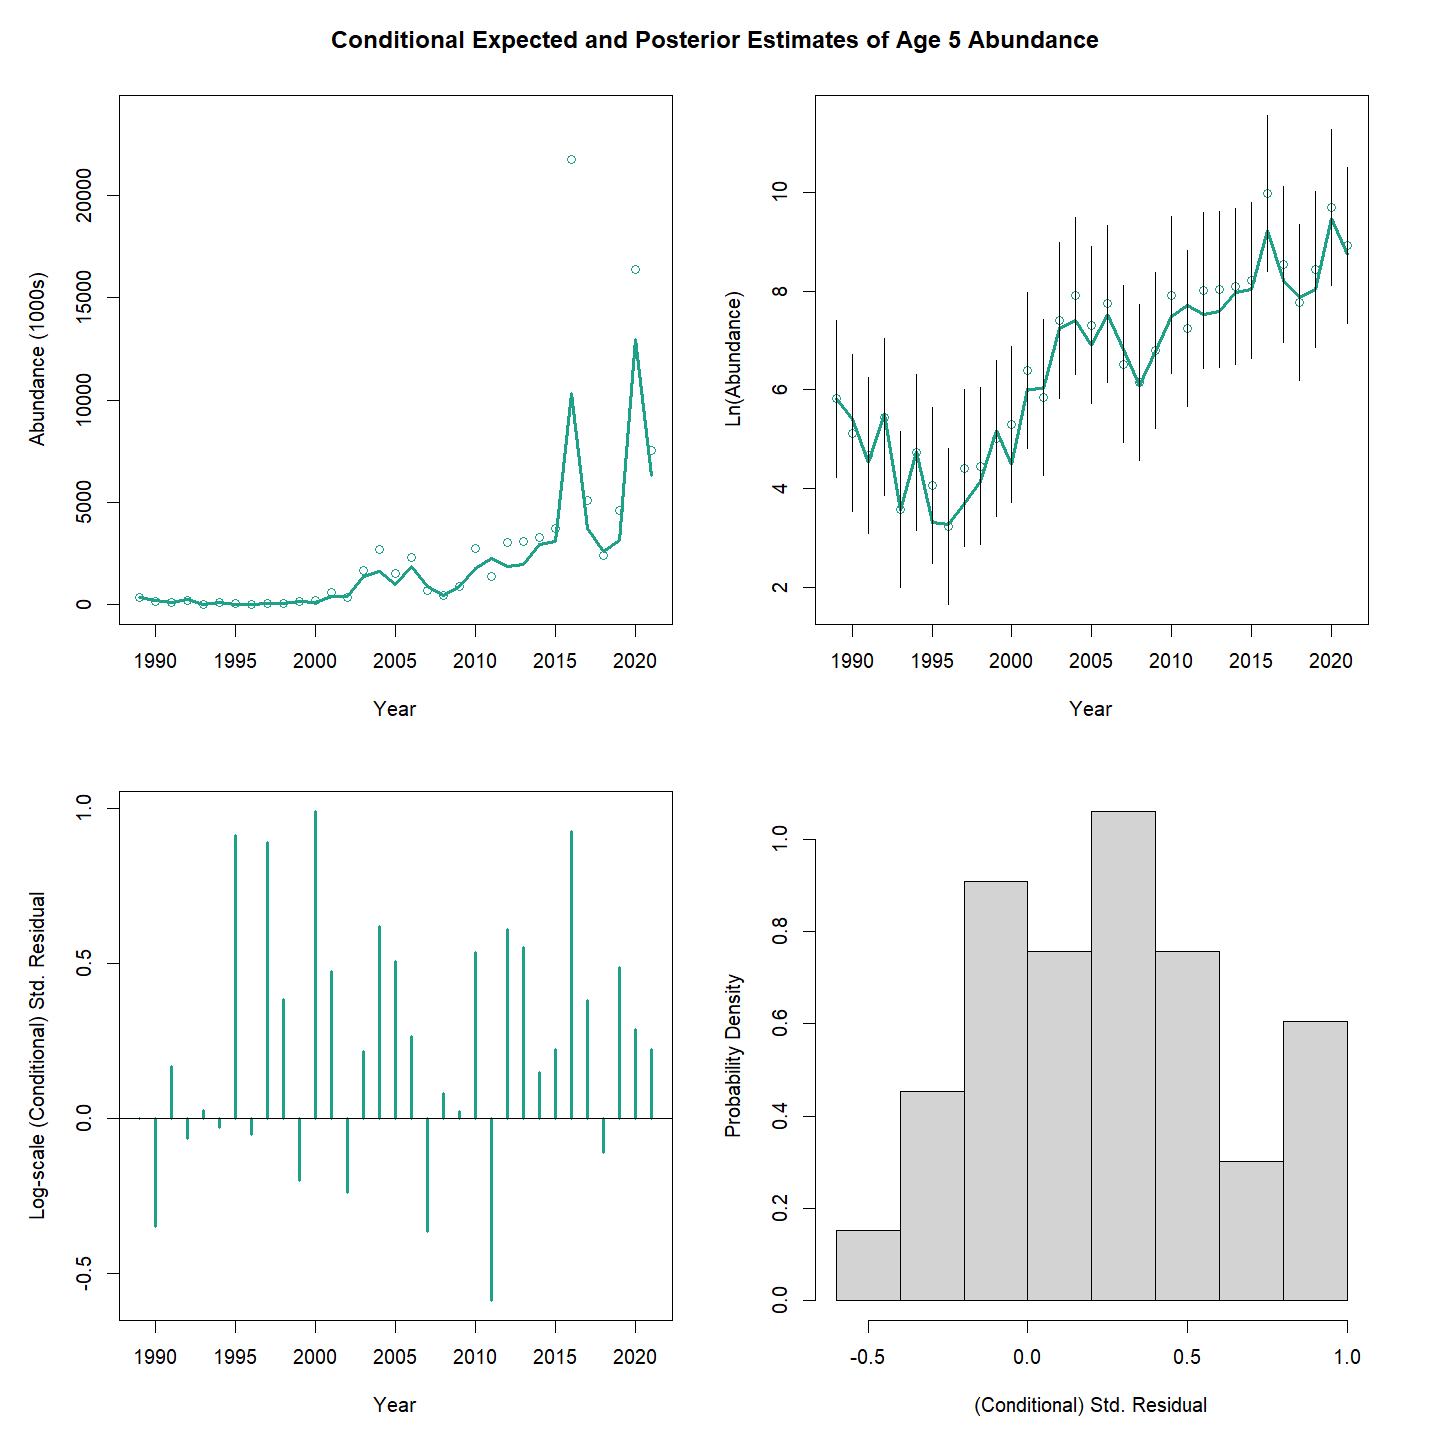 Conditional Expected and Posterior Estimates of Age 5 Abundance
Abundance (1000s)
20000
15000
10000
5000
0
1990 1995 2000 2005 2010 2015 2020
Year
Ln(Abundance)
10
8
6
4
2
1990 1995 2000 2005 2010 2015 2020
Year
Log-scale (Conditional) Std. Residual
1.0
0.5
0.0
-0.5
1990 1995 2000 2005 2010 2015 2020
Year
Probability Density
1.0
0.8
0.6
0.4
0.2
0.0
-0.5 0.0 0.5 1.0
(Conditional) Std. Residual